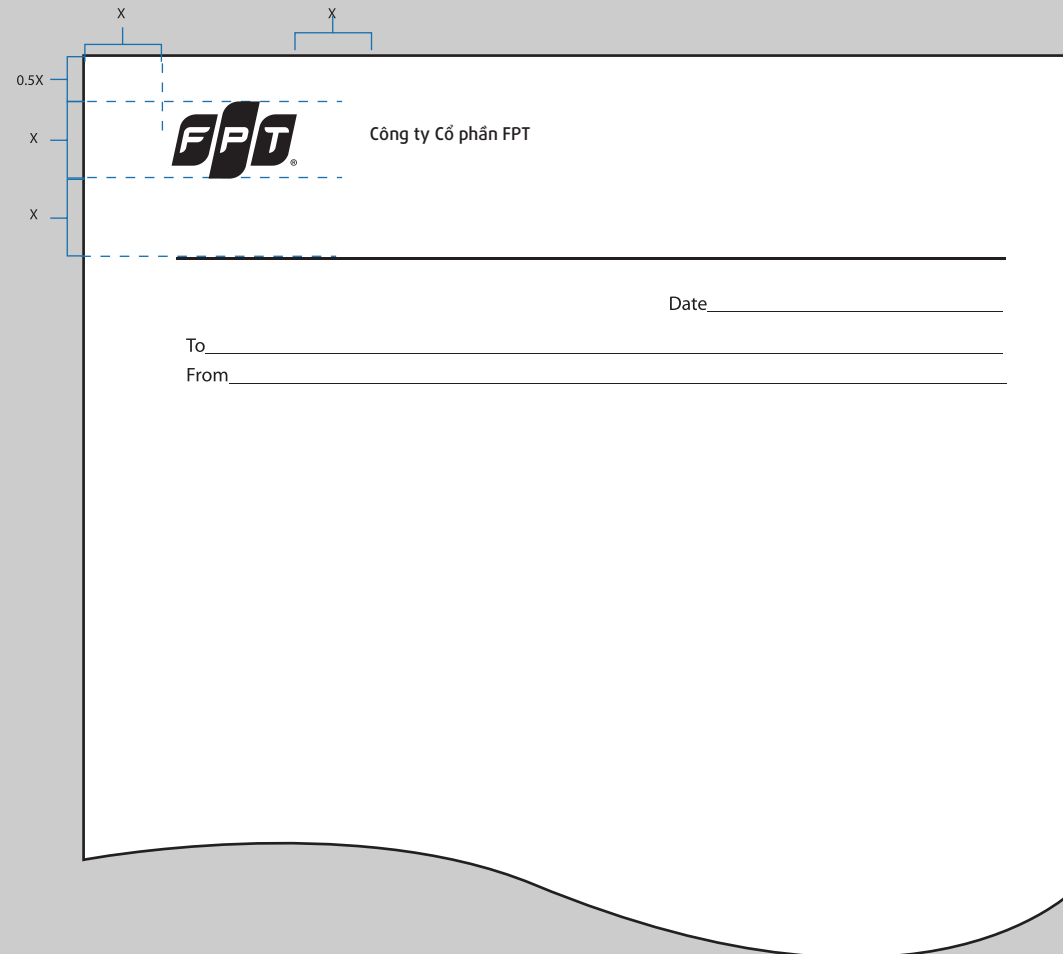 X
X
0.5X
X
FPT®
Công ty Cổ phần FPT
X
Date
To
From